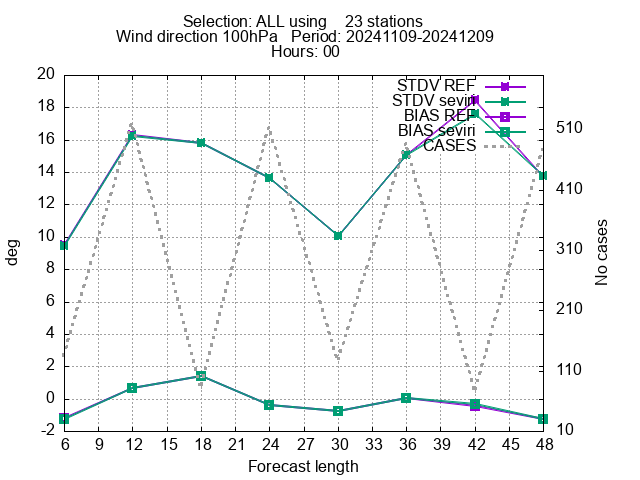 Selection: ALL using    23 stations
Wind direction 100hPa   Period: 20241109-20241209
Hours: 00
20
18
16
14
12
10
8
6
4
2
0
-2
deg
STDV REF
STDV seviri
BIAS REF
BIAS seviri
CASES
510
410
310
210
110
10
No cases
6 9 12 15 18 21 24 27 30 33 36 39 42 45 48
Forecast length